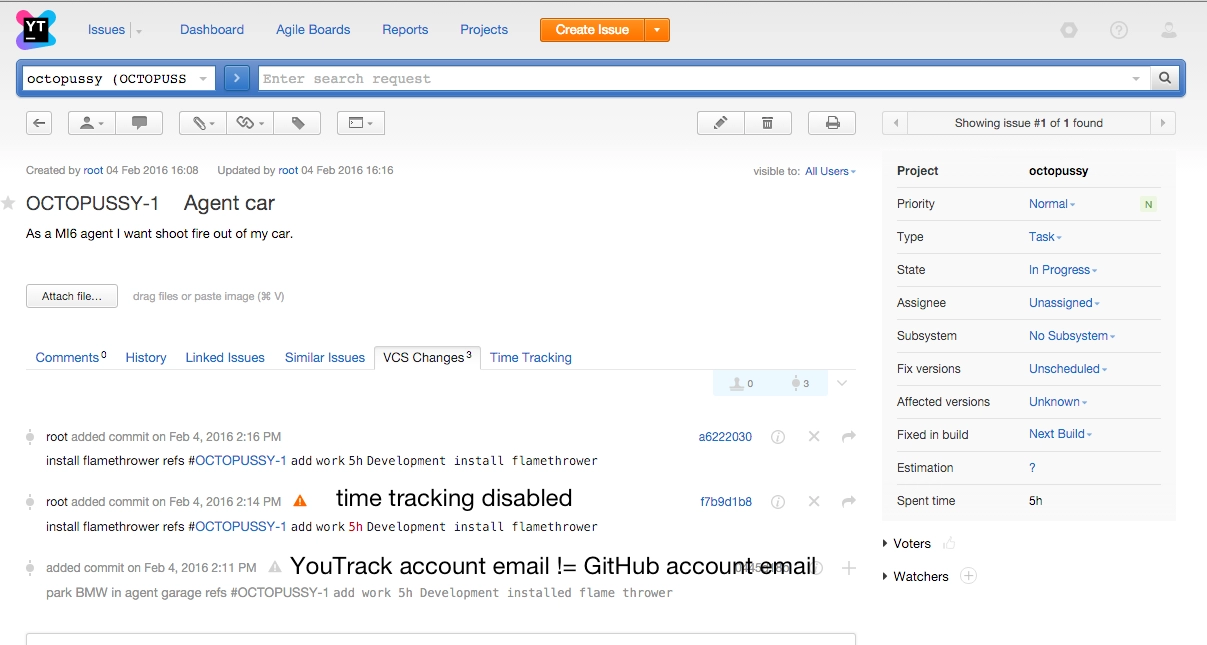 YT
Issues Dashboard Agile Boards Reports Projects Create Issue
octopussy (OCTOPUSS Enter search request
Showing issue #1 of 1 found
Created by root 04 Feb 2016 16:08 Updated by root 04 Feb 2016 16:16 visible to: All Users
OCTOPUSSY-1 Agent car
As a MI6 agent I want shoot fire out of my car.
Attach file... drag files or paste image (⌘ V)
Comments 0 History Linked Issues Similar Issues VCS Changes 3 Time Tracking
0 3
root added commit on Feb 4, 2016 2:16 PM a6222030
install flamethrower refs #OCTOPUSSY-1 add work 5h Development install flamethrower
root added commit on Feb 4, 2016 2:14 PM time tracking disabled f7b9d1b8
install flamethrower refs #OCTOPUSSY-1 add work 5h Development install flamethrower
added commit on Feb 4, 2016 2:11 PM YouTrack account email != GitHub account email
park BMW in agent garage refs #OCTOPUSSY-1 add work 5h Development installed flame thrower
Project octopussy
Priority Normal N
Type Task
State In Progress
Assignee Unassigned
Subsystem No Subsystem
Fix versions Unscheduled
Affected versions Unknown
Fixed in build Next Build
Estimation ?
Spent time 5h
Voters
Watchers